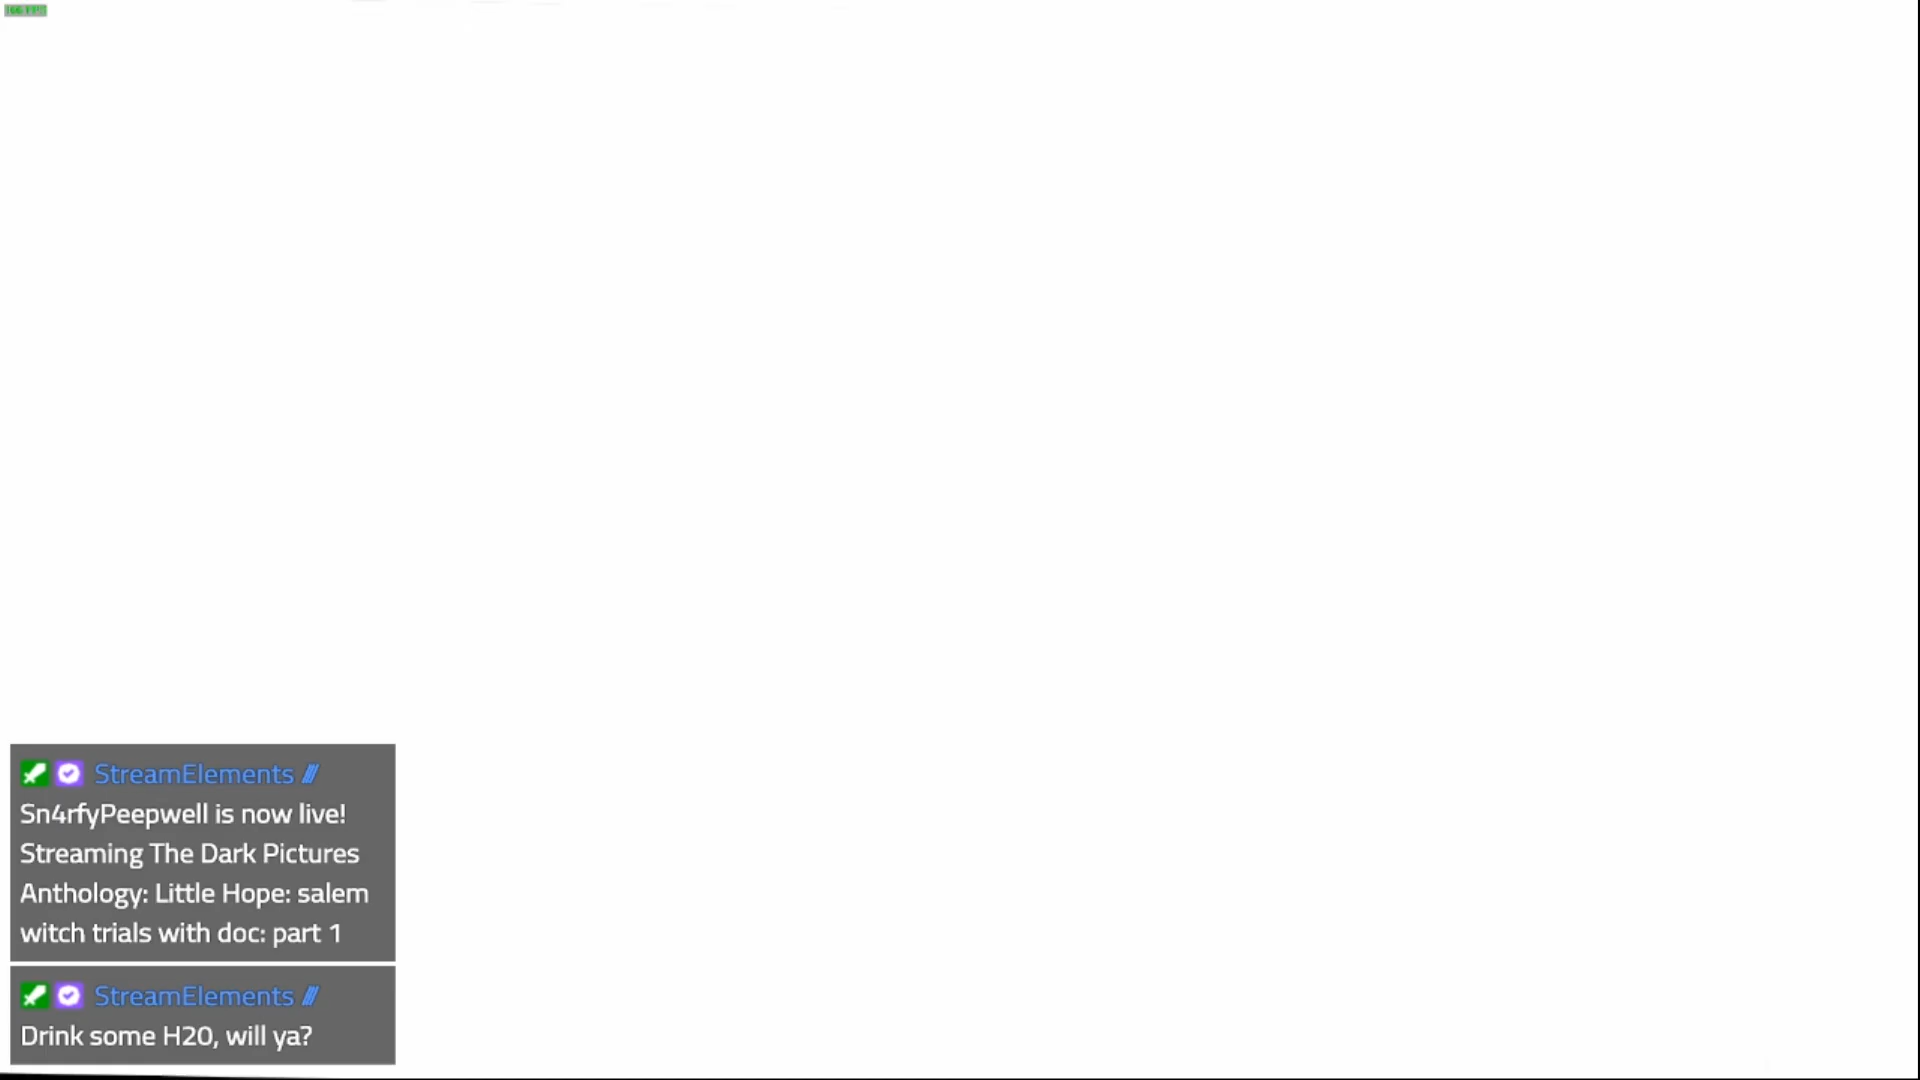 StreamElements
Sn4rfyPeepwell is now live!
Streaming The Dark Pictures
Anthology: Little Hope: salem
witch trials with doc: part 1
StreamElements
Drink some H20, will ya?